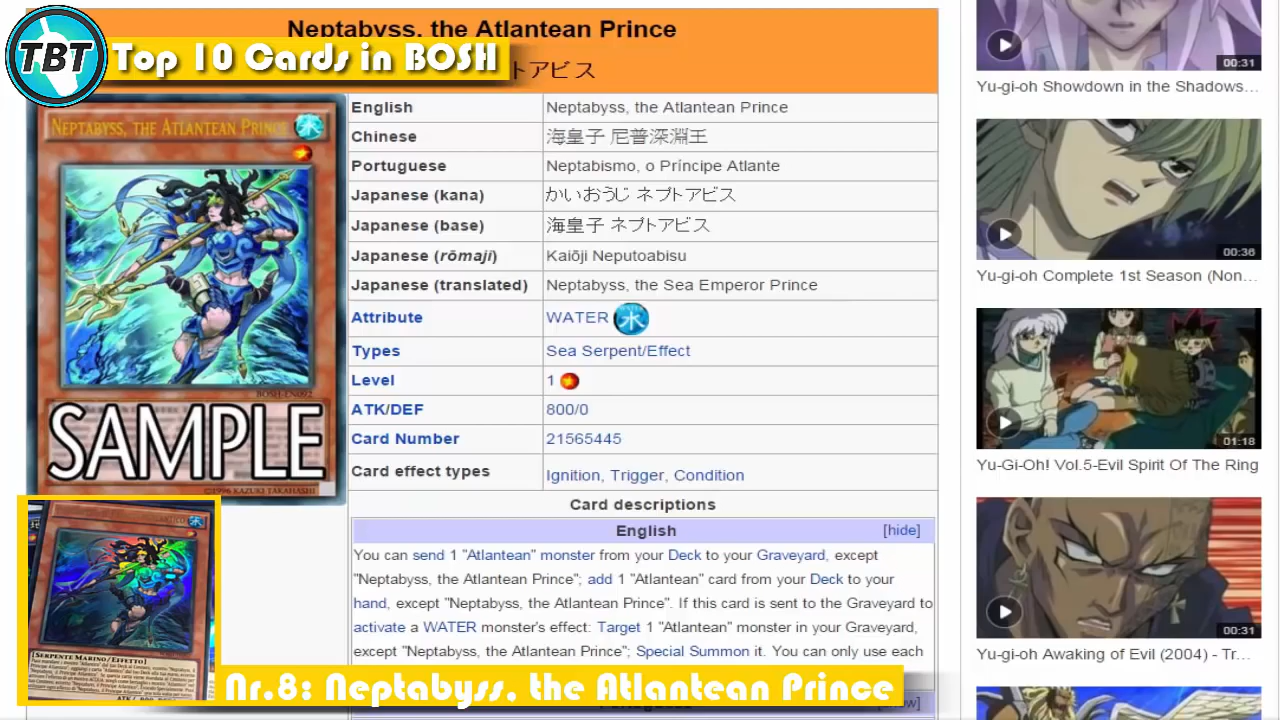 Neptabyss, the Atlantean Prince
TBT
Top 10 Cards in BOSH
トアビス
NEPTABYSS, THE ATLANTEAN PRINCE
水
BOSH-EN092
SAMPLE
©1996 KAZUKI TAKAHASHI
English Neptabyss, the Atlantean Prince
Chinese 海皇子 尼普深淵王
Portuguese Neptabismo, o Príncipe Atlante
Japanese (kana) かいおうじ ネプトアビス
Japanese (base) 海皇子 ネプトアビス
Japanese (rōmaji) Kaiōji Neputoabisu
Japanese (translated) Neptabyss, the Sea Emperor Prince
Attribute WATER 水
Types Sea Serpent/Effect
Level 1
ATK/DEF 800/0
Card Number 21565445
Card effect types Ignition, Trigger, Condition
Card descriptions
English [hide]
You can send 1 "Atlantean" monster from your Deck to your Graveyard, except
"Neptabyss, the Atlantean Prince"; add 1 "Atlantean" card from your Deck to your
hand, except "Neptabyss, the Atlantean Prince". If this card is sent to the Graveyard to
activate a WATER monster's effect: Target 1 "Atlantean" monster in your Graveyard,
except "Neptabyss, the Atlantean Prince"; Special Summon it. You can only use each
[SERPENTE MARINO/EFFETTO]
Nr.8: Neptabyss, the Atlantean Prince
00:31
Yu-gi-oh Showdown in the Shadows...
00:36
Yu-gi-oh Complete 1st Season (Non...
01:18
Yu-Gi-Oh! Vol.5-Evil Spirit Of The Ring
00:31
Yu-gi-oh Awaking of Evil (2004) - Tr...